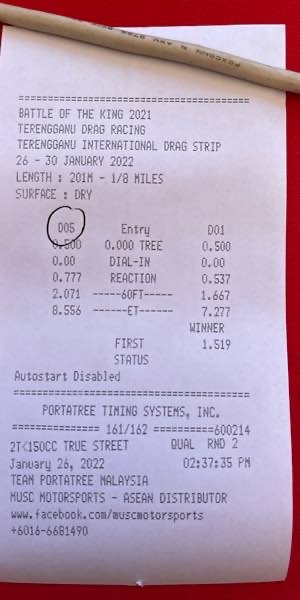 FOXCONN
==========================================
BATTLE OF THE KING 2021
TERENGGANU DRAG RACING
TERENGGANU INTERNATIONAL DRAG STRIP
26 - 30 JANUARY 2022
LENGTH : 201M - 1/8 MILES
SURFACE : DRY
D05 Entry D01
0.500 0.000 TREE 0.500
0.00 DIAL-IN 0.00
0.777 REACTION 0.537
2.071 -----60FT----- 1.667
8.556 ------ET------ 7.277
WINNER
FIRST 1.519
STATUS
Autostart Disabled
==========================================
PORTATREE TIMING SYSTEMS, INC.
=============== 161/162 ==========600214
2T<150CC TRUE STREET QUAL RND 2
January 26, 2022 02:37:35 PM
TEAM PORTATREE MALAYSIA
MUSC MOTORSPORTS - ASEAN DISTRIBUTOR
www.facebook.com/muscmotorsports
+6016-6681490